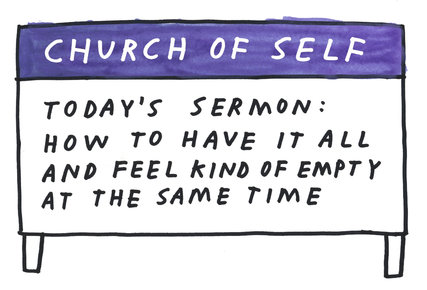 CHURCH OF SELF
TODAY'S SERMON:
HOW TO HAVE IT ALL
AND FEEL KIND OF EMPTY
AT THE SAME TIME